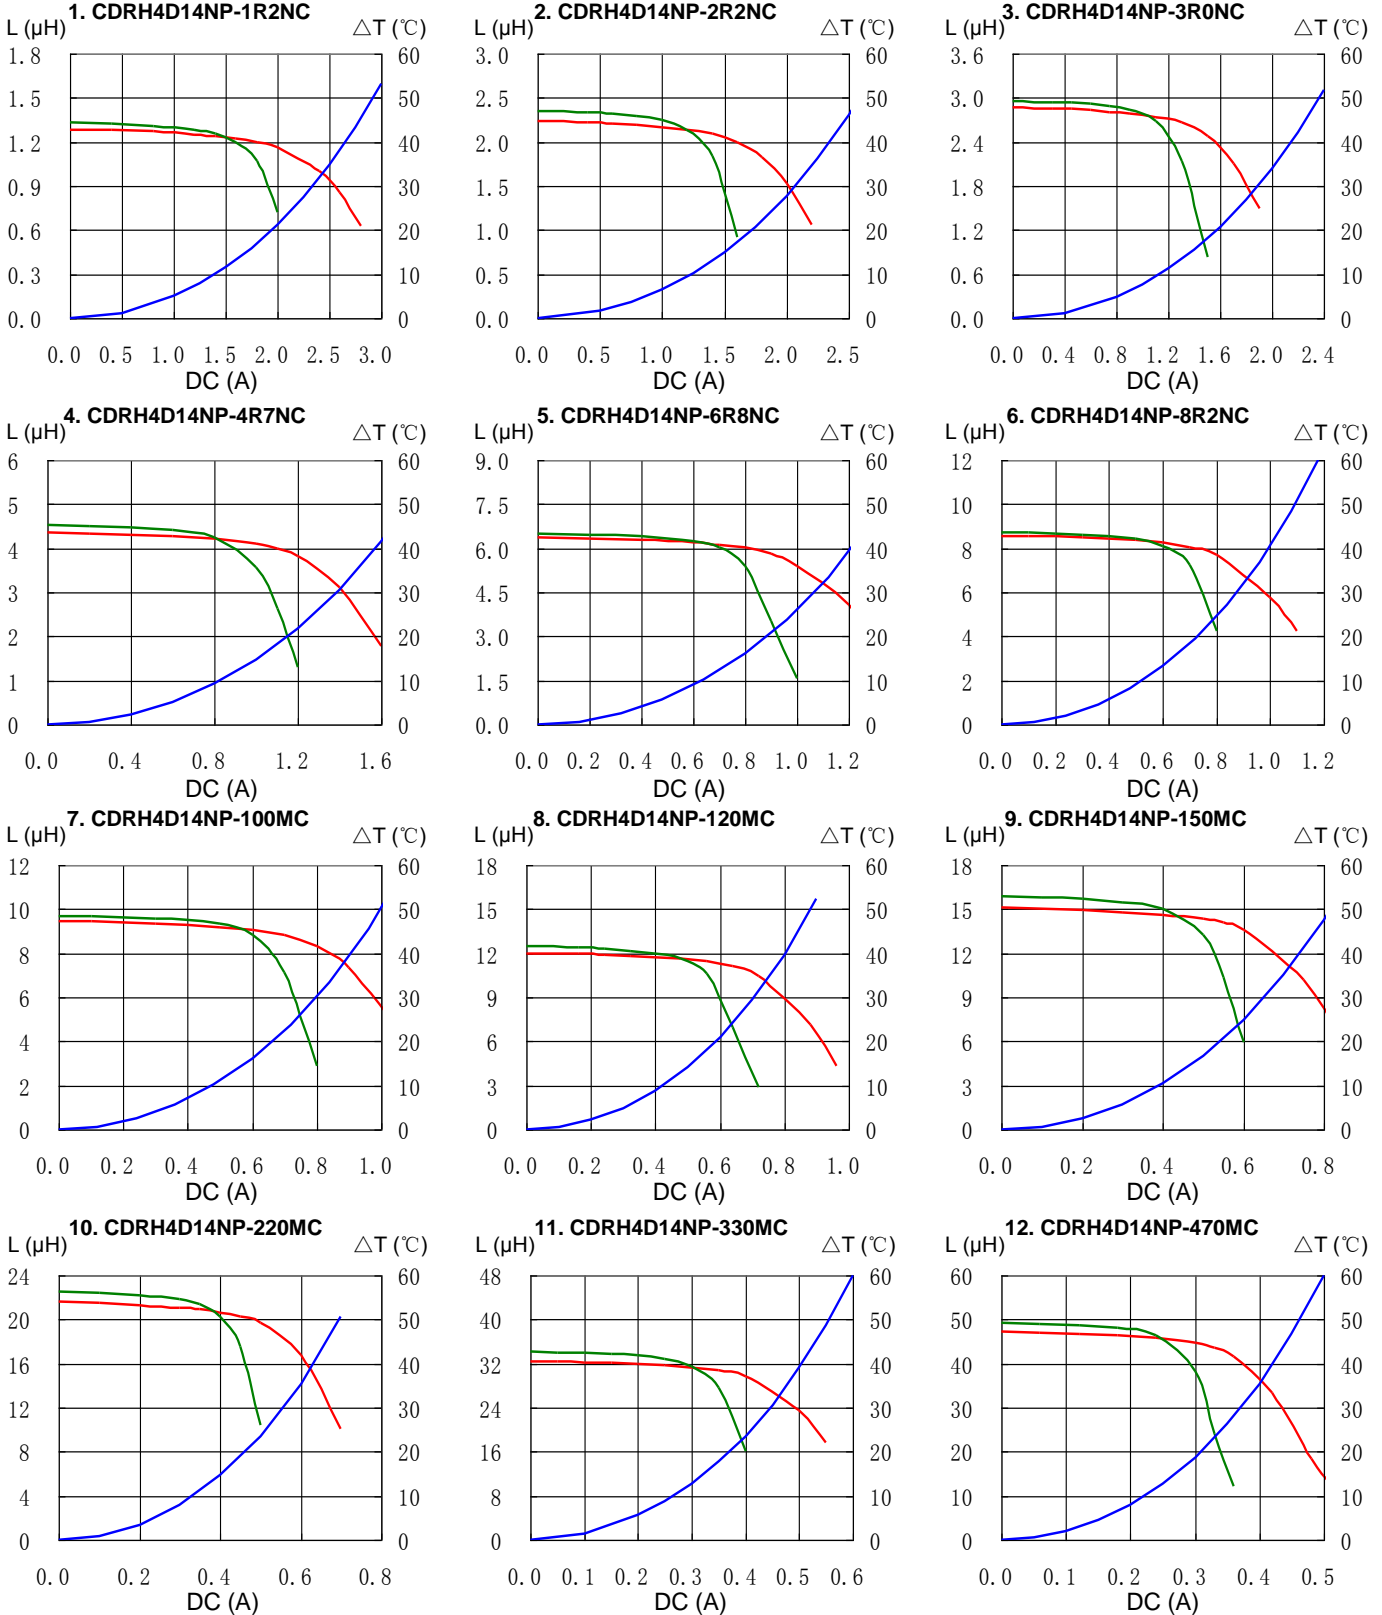 1. CDRH4D14NP-1R2NC
L (µH) △T (℃)
1.8 60
1.5 50
1.2 40
0.9 30
0.6 20
0.3 10
0.0 0
0.0 0.5 1.0 1.5 2.0 2.5 3.0
DC (A)
2. CDRH4D14NP-2R2NC
L (µH) △T (℃)
3.0 60
2.5 50
2.0 40
1.5 30
1.0 20
0.5 10
0.0 0
0.0 0.5 1.0 1.5 2.0 2.5
DC (A)
3. CDRH4D14NP-3R0NC
L (µH) △T (℃)
3.6 60
3.0 50
2.4 40
1.8 30
1.2 20
0.6 10
0.0 0
0.0 0.4 0.8 1.2 1.6 2.0 2.4
DC (A)
4. CDRH4D14NP-4R7NC
L (µH) △T (℃)
6 60
5 50
4 40
3 30
2 20
1 10
0 0
0.0 0.4 0.8 1.2 1.6
DC (A)
5. CDRH4D14NP-6R8NC
L (µH) △T (℃)
9.0 60
7.5 50
6.0 40
4.5 30
3.0 20
1.5 10
0.0 0
0.0 0.2 0.4 0.6 0.8 1.0 1.2
DC (A)
6. CDRH4D14NP-8R2NC
L (µH) △T (℃)
12 60
10 50
8 40
6 30
4 20
2 10
0 0
0.0 0.2 0.4 0.6 0.8 1.0 1.2
DC (A)
7. CDRH4D14NP-100MC
L (µH) △T (℃)
12 60
10 50
8 40
6 30
4 20
2 10
0 0
0.0 0.2 0.4 0.6 0.8 1.0
DC (A)
8. CDRH4D14NP-120MC
L (µH) △T (℃)
18 60
15 50
12 40
9 30
6 20
3 10
0 0
0.0 0.2 0.4 0.6 0.8 1.0
DC (A)
9. CDRH4D14NP-150MC
L (µH) △T (℃)
18 60
15 50
12 40
9 30
6 20
3 10
0 0
0.0 0.2 0.4 0.6 0.8
DC (A)
10. CDRH4D14NP-220MC
L (µH) △T (℃)
24 60
20 50
16 40
12 30
8 20
4 10
0 0
0.0 0.2 0.4 0.6 0.8
DC (A)
11. CDRH4D14NP-330MC
L (µH) △T (℃)
48 60
40 50
32 40
24 30
16 20
8 10
0 0
0.0 0.1 0.2 0.3 0.4 0.5 0.6
DC (A)
12. CDRH4D14NP-470MC
L (µH) △T (℃)
60 60
50 50
40 40
30 30
20 20
10 10
0 0
0.0 0.1 0.2 0.3 0.4 0.5
DC (A)